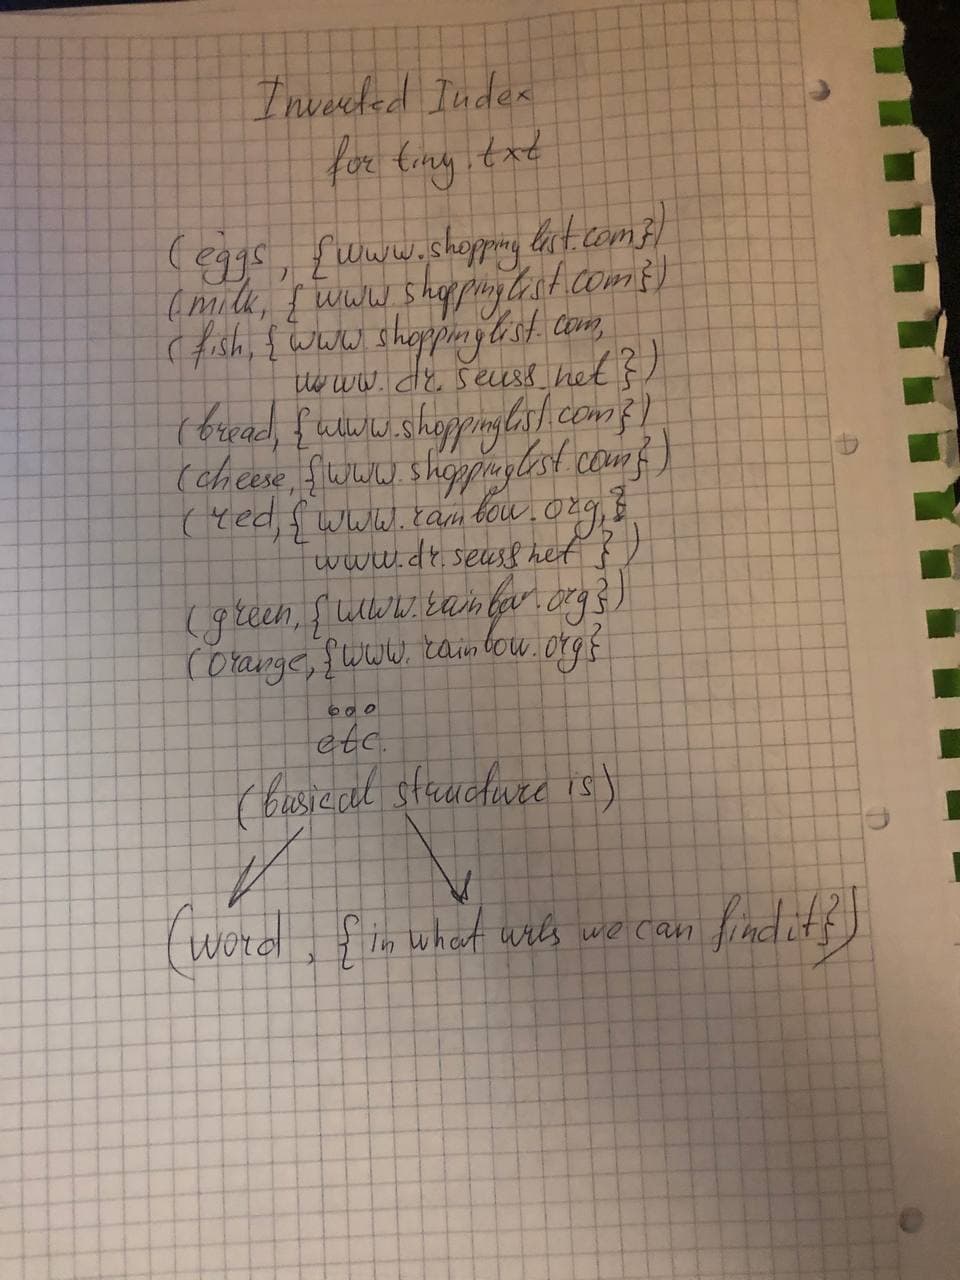 Inverted Index
for tiny.txt
(eggs, {www.shoppinglist.com})
(milk, {www.shoppinglist.com})
(fish, {www.shoppinglist.com,
www.dr.seuss.net})
(bread, {www.shoppinglist.com})
(cheese, {www.shoppinglist.com})
(red, {www.rainbow.org,}
www.dr.seuss.net})
(green, {www.rainbow.org})
(orange, {www.rainbow.org}
...
etc.
(basical structure is)
(word, {in what urls we can find it})